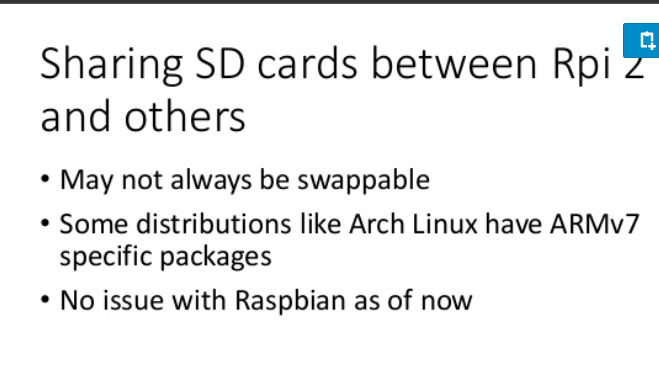 Sharing SD cards between Rpi 2
and others
• May not always be swappable
• Some distributions like Arch Linux have ARMv7
specific packages
• No issue with Raspbian as of now